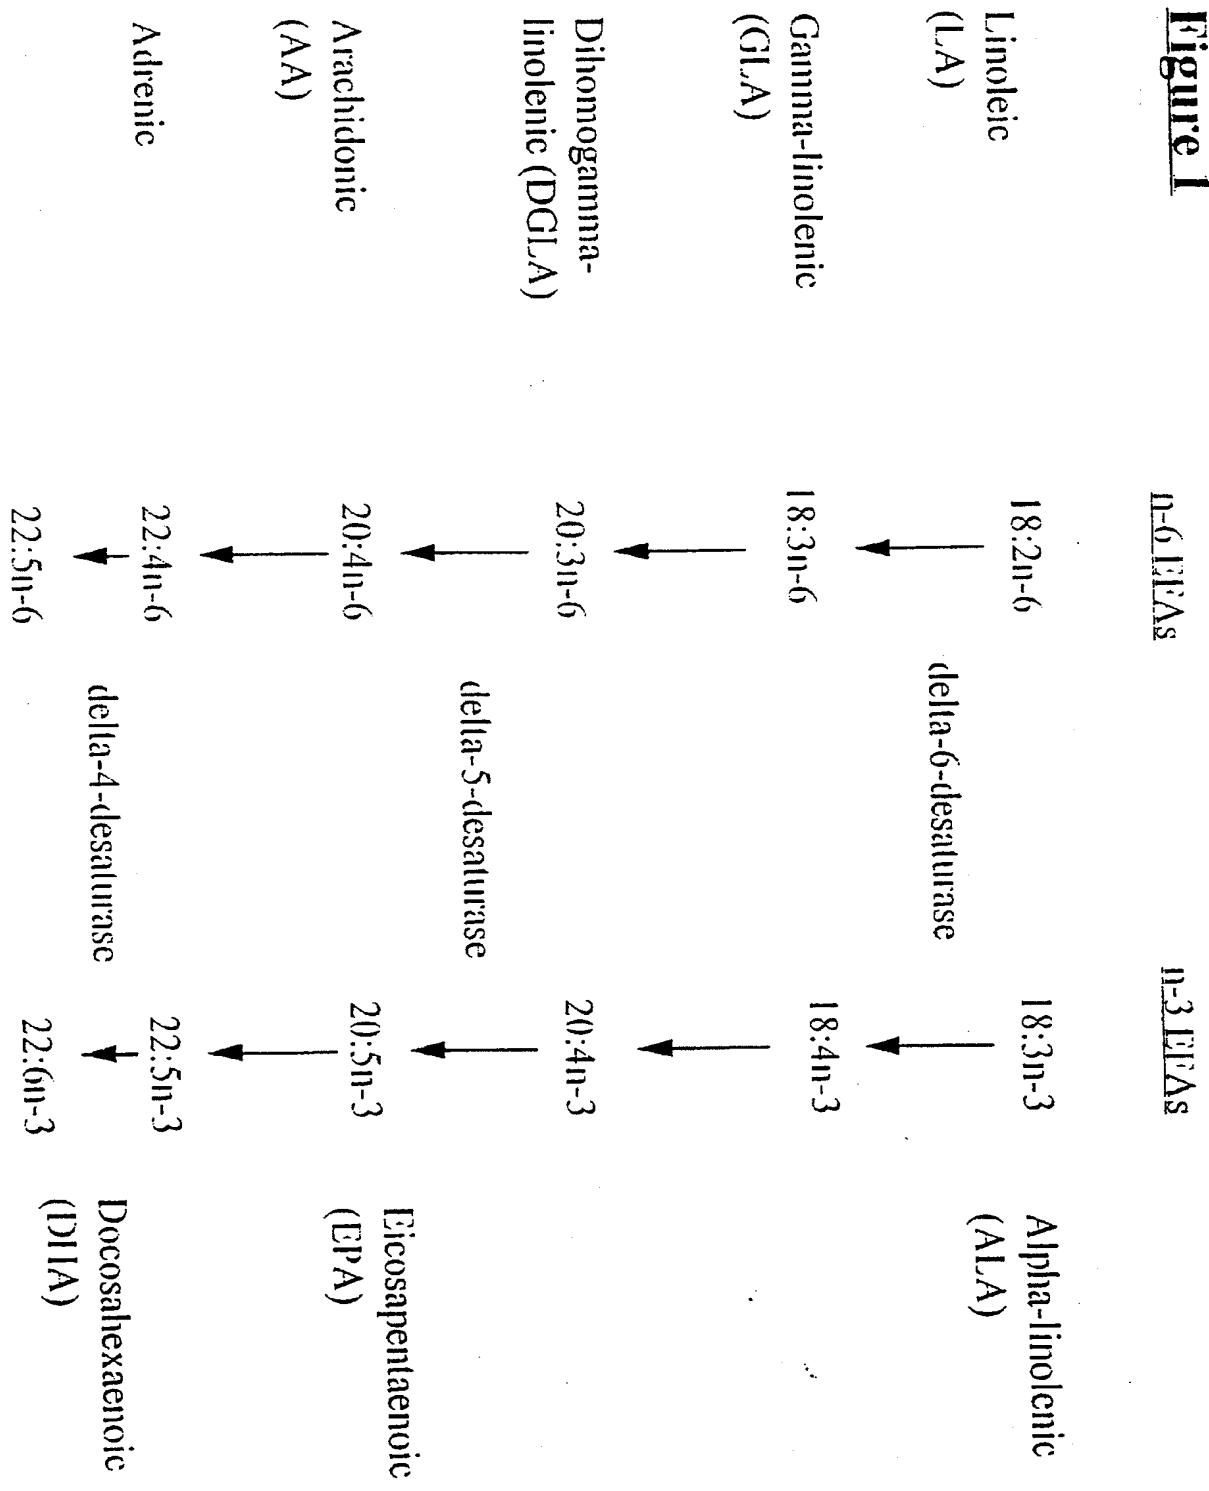 Figure 1
n-6 EFAs
n-3 EFAs
Linoleic
(LA)
18:2n-6
18:3n-3
Alpha-linolenic
(ALA)
delta-6-desaturase
Gamma-linolenic
(GLA)
18:3n-6
18:4n-3
Dihomogamma-
linolenic (DGLA)
20:3n-6
20:4n-3
delta-5-desaturase
Arachidonic
(AA)
20:4n-6
20:5n-3
Eicosapentaenoic
(EPA)
Adrenic
22:4n-6
22:5n-3
delta-4-desaturase
22:5n-6
22:6n-3
Docosahexaenoic
(DHA)